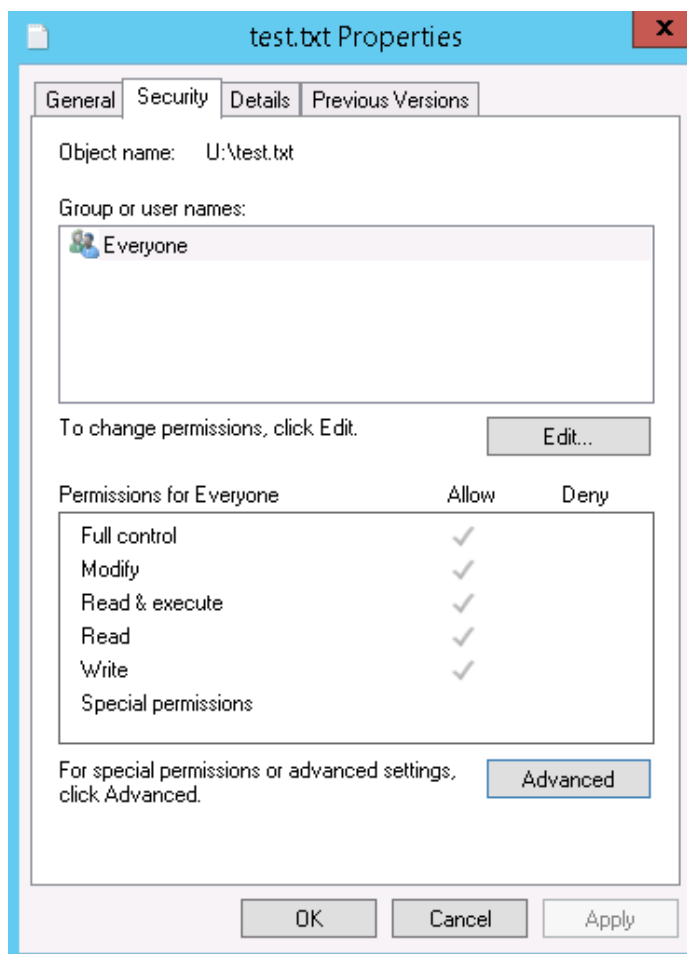 test.txt Properties
x
General Security Details Previous Versions
Object name: U:\test.txt
Group or user names:
Everyone
To change permissions, click Edit.
Edit...
Permissions for Everyone Allow Deny
Full control
Modify
Read & execute
Read
Write
Special permissions
For special permissions or advanced settings,
click Advanced.
Advanced
OK Cancel Apply